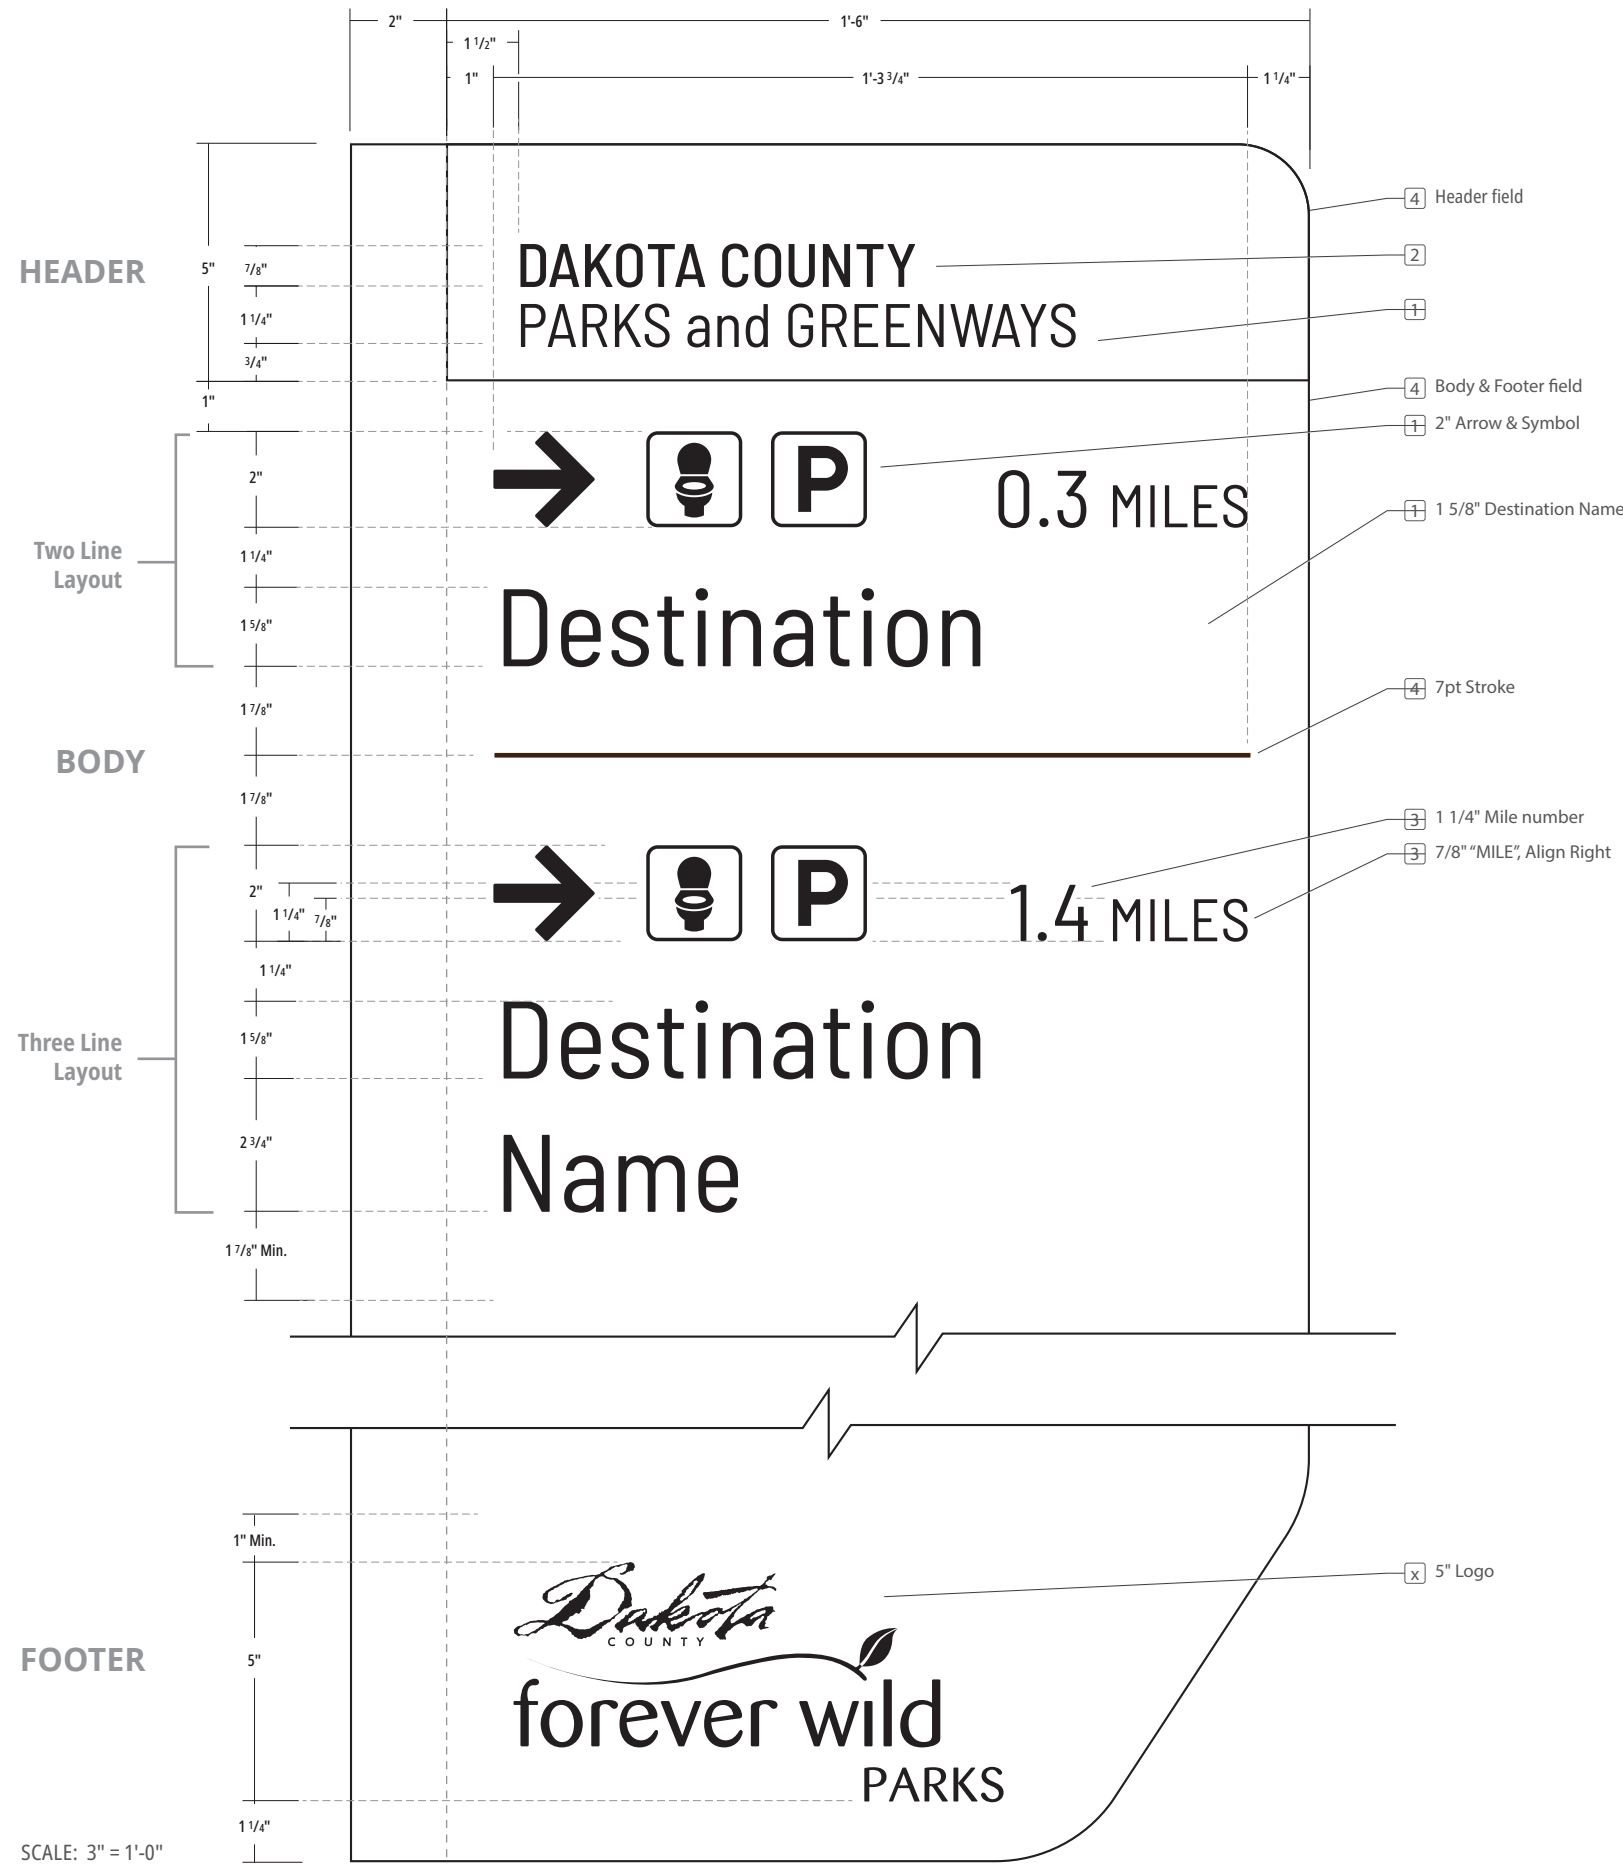 2" 1'-6"
1 1/2"
1" 1'-3 3/4" 1 1/4"
HEADER
5"
7/8"
1 1/4"
3/4"
1"
DAKOTA COUNTY
PARKS and GREENWAYS
4 Header field
2
1
4 Body & Footer field
1 2" Arrow & Symbol
1 1 5/8" Destination Name
Two Line
Layout
2"
1 1/4"
1 5/8"
1 7/8"
P
0.3 MILES
Destination
4 7pt Stroke
BODY
1 7/8"
3 1 1/4" Mile number
3 7/8" “MILE”, Align Right
Three Line
Layout
2"
1 1/4" 7/8"
1 1/4"
1 5/8"
2 3/4"
1 7/8" Min.
P
1.4 MILES
Destination
Name
FOOTER
1" Min.
5"
1 1/4"
Dakota
COUNTY
forever wild
PARKS
x 5" Logo
SCALE: 3" = 1'-0"